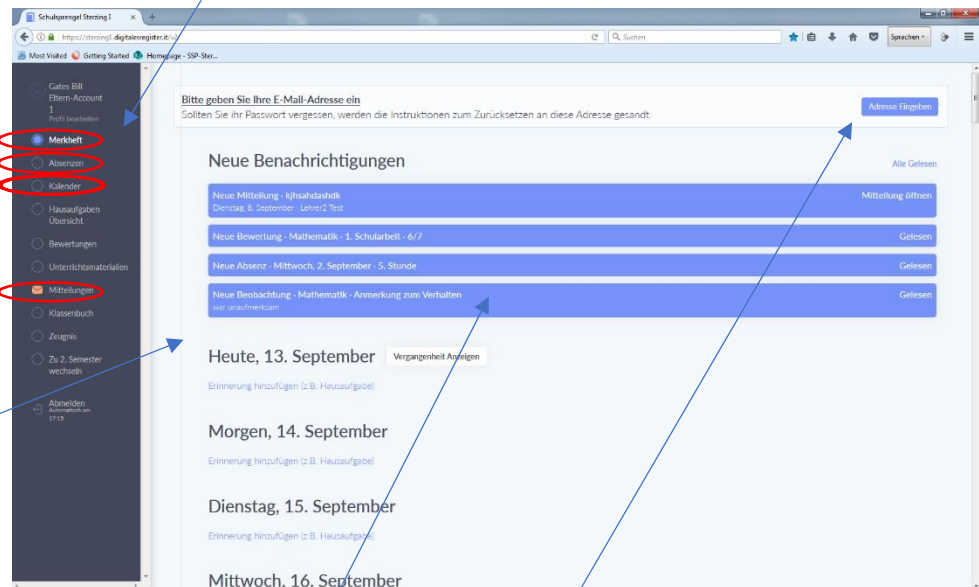 Schulsprengel Sterzing I
https://sterzing1.digitalesregister.it/v2
Suchen
Sprachen
Most Visited Getting Started Homepage - SSP-Ster...
Gates Bill
Eltern-Account
1
Profil bearbeiten
Merkheft
Absenzen
Kalender
Hausaufgaben
Übersicht
Bewertungen
Unterrichtsmaterialien
Mitteilungen
Klassenbuch
Zeugnis
Zu 2. Semester
wechseln
Abmelden
Automatisch um
17:15
Bitte geben Sie Ihre E-Mail-Adresse ein
Sollten Sie ihr Passwort vergessen, werden die Instruktionen zum Zurücksetzen an diese Adresse gesandt.
Adresse Eingeben
Neue Benachrichtigungen
Alle Gelesen
Neue Mitteilung - kjhsahdashdk
Mitteilung öffnen
Dienstag, 8. September - Lehrer2 Test
Neue Bewertung - Mathematik - 1. Schularbeit - 6/7
Gelesen
Neue Absenz - Mittwoch, 2. September - 5. Stunde
Gelesen
Neue Beobachtung - Mathematik - Anmerkung zum Verhalten
Gelesen
war unaufmerksam
Heute, 13. September
Vergangenheit Anzeigen
Erinnerung hinzufügen (z.B. Hausaufgabe)
Morgen, 14. September
Erinnerung hinzufügen (z.B. Hausaufgabe)
Dienstag, 15. September
Erinnerung hinzufügen (z.B. Hausaufgabe)
Mittwoch, 16. September